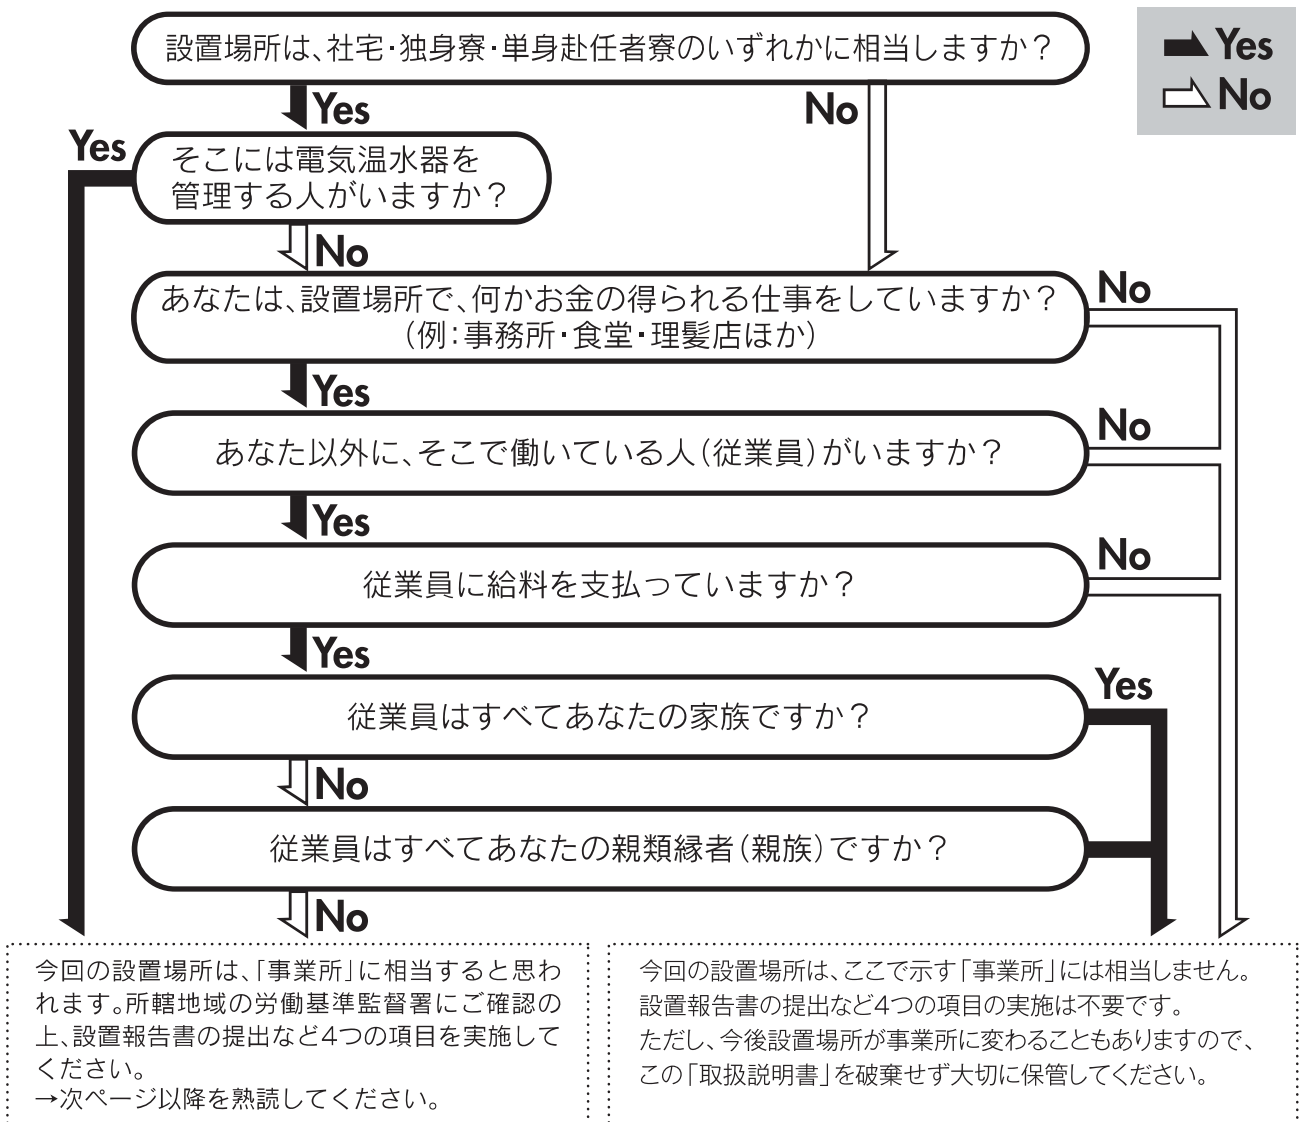 設置場所は、社宅・独身寮・単身赴任者寮のいずれかに相当しますか？
Yes
No
Yes
No
Yes
そこには電気温水器を
管理する人がいますか？
No
あなたは、設置場所で、何かお金の得られる仕事をしていますか？
（例：事務所・食堂・理髪店ほか）
No
Yes
あなた以外に、そこで働いている人（従業員）がいますか？
No
Yes
従業員に給料を支払っていますか？
No
Yes
従業員はすべてあなたの家族ですか？
Yes
No
従業員はすべてあなたの親類縁者（親族）ですか？
No
今回の設置場所は、「事業所」に相当すると思わ
れます。所轄地域の労働基準監督署にご確認の
上、設置報告書の提出など4つの項目を実施して
ください。
→次ページ以降を熟読してください。
今回の設置場所は、ここで示す「事業所」には相当しません。
設置報告書の提出など4つの項目の実施は不要です。
ただし、今後設置場所が事業所に変わることもありますので、
この「取扱説明書」を破棄せず大切に保管してください。